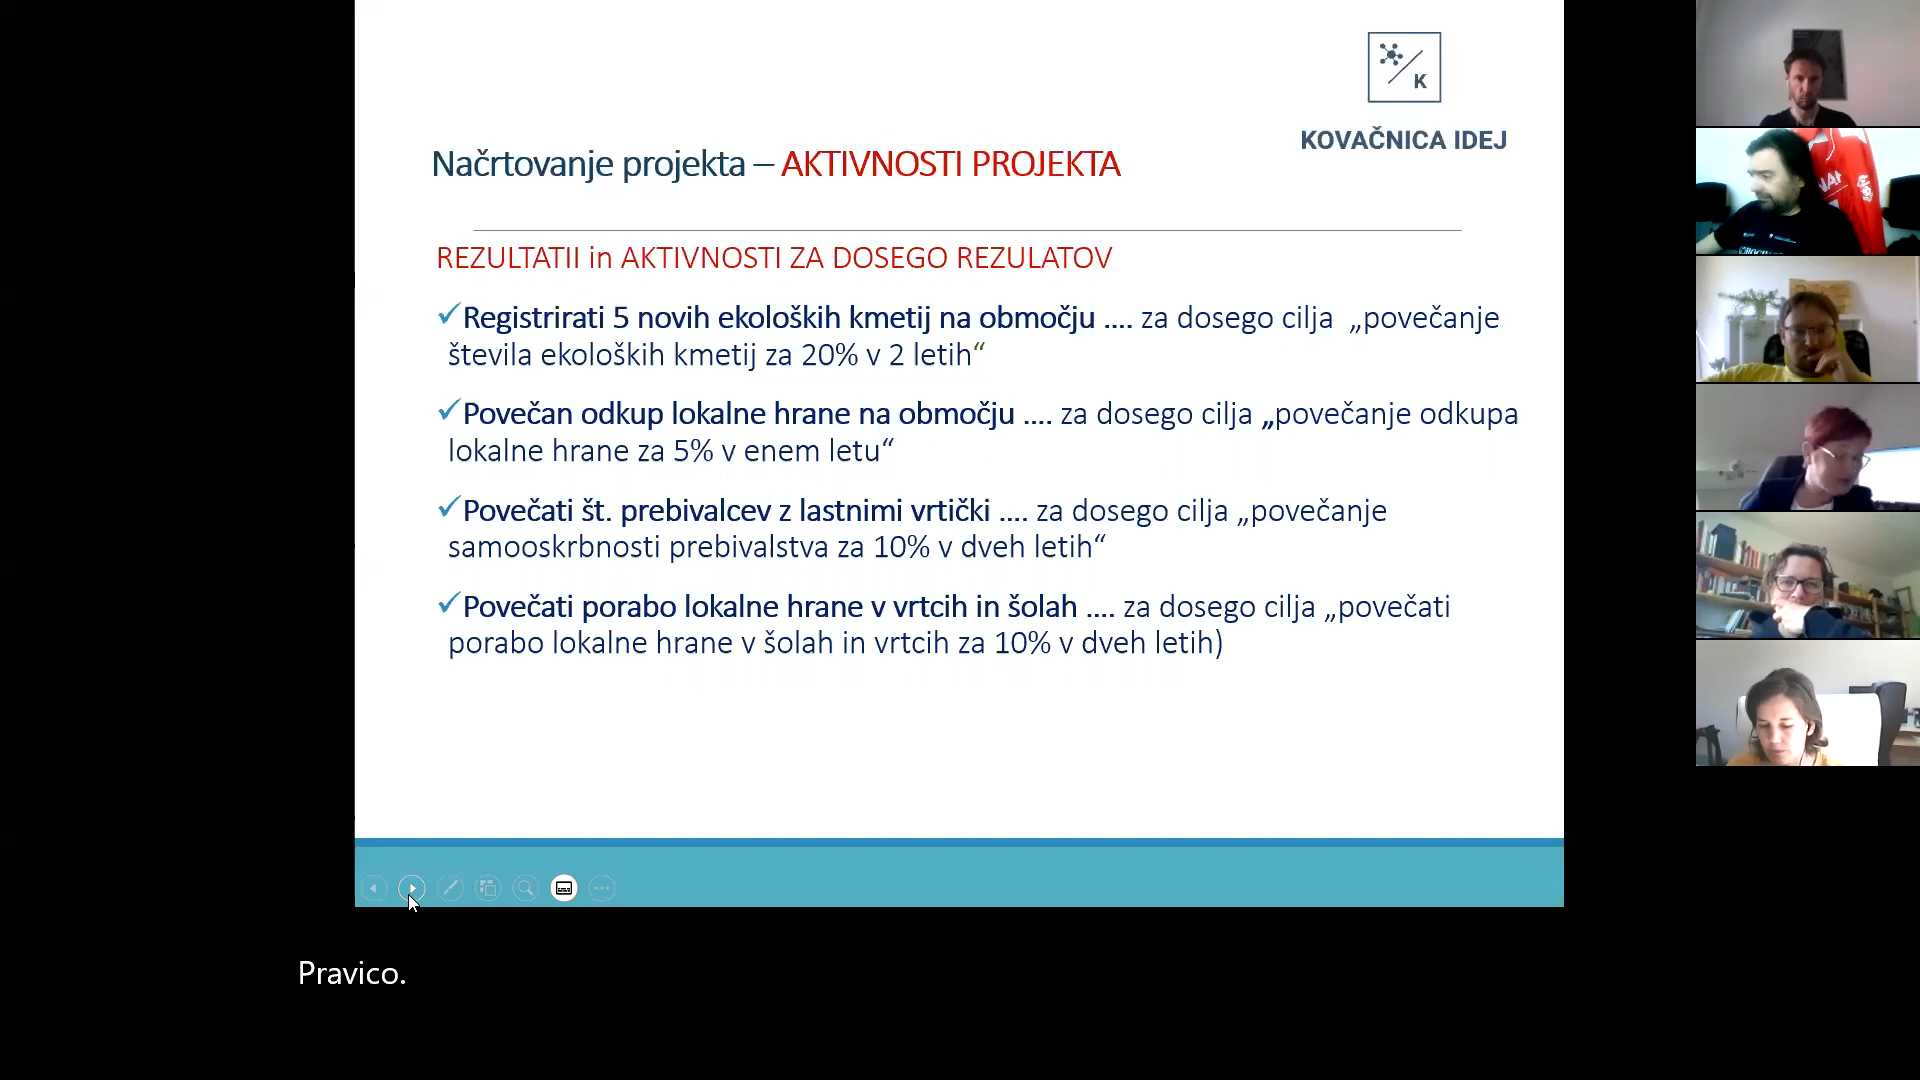 K
KOVAČNICA IDEJ
Načrtovanje projekta – AKTIVNOSTI PROJEKTA
REZULTATII in AKTIVNOSTI ZA DOSEGO REZULATOV
✓Registrirati 5 novih ekoloških kmetij na območju .... za dosego cilja „povečanje
števila ekoloških kmetij za 20% v 2 letih“
✓Povečan odkup lokalne hrane na območju .... za dosego cilja „povečanje odkupa
lokalne hrane za 5% v enem letu“
✓Povečati št. prebivalcev z lastnimi vrtički .... za dosego cilja „povečanje
samooskrbnosti prebivalstva za 10% v dveh letih“
✓Povečati porabo lokalne hrane v vrtcih in šolah .... za dosego cilja „povečati
porabo lokalne hrane v šolah in vrtcih za 10% v dveh letih)
Pravico.